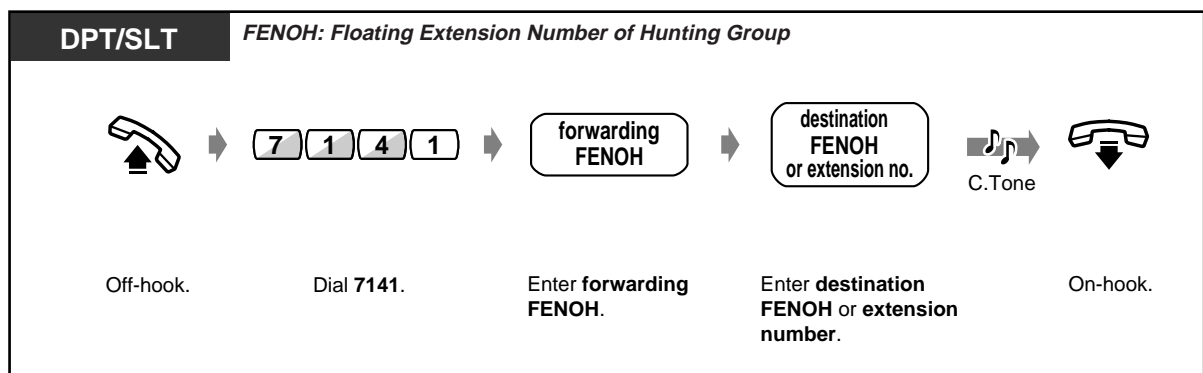 DPT/SLT
FENOH: Floating Extension Number of Hunting Group
7 1 4 1
forwarding
FENOH
destination
FENOH
or extension no.
C.Tone
Off-hook.
Dial 7141.
Enter forwarding
FENOH.
Enter destination
FENOH or extension
number.
On-hook.